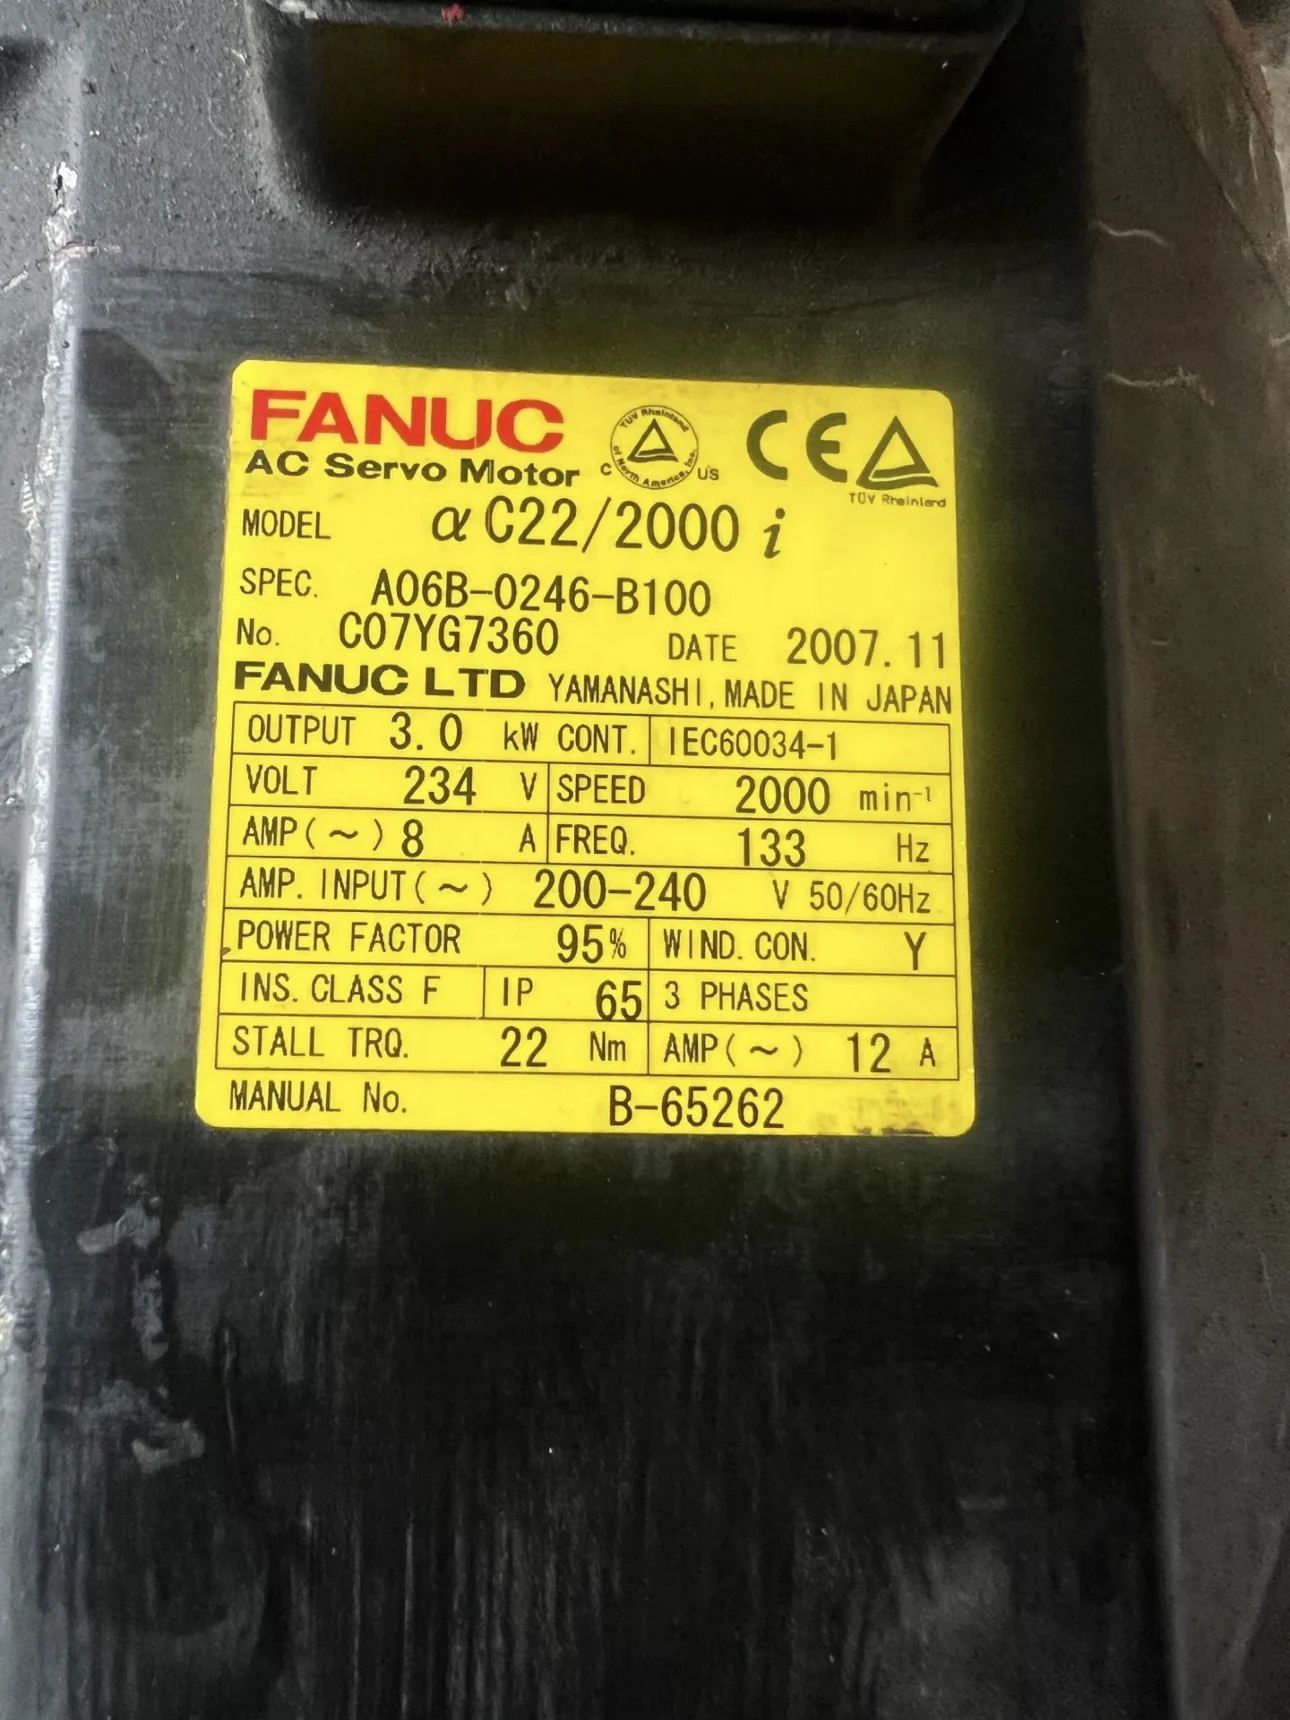 FANUC
AC Servo Motor
TÜV Rheinland of North America, Inc.
C US
CE
TÜV Rheinland
MODEL α C22/2000 i
SPEC. A06B-0246-B100
No. C07YG7360 DATE 2007.11
FANUC LTD YAMANASHI, MADE IN JAPAN
OUTPUT 3.0 kW CONT. IEC60034-1
VOLT 234 V SPEED 2000 min⁻¹
AMP(~) 8 A FREQ. 133 Hz
AMP. INPUT(~) 200-240 V 50/60Hz
POWER FACTOR 95% WIND. CON. Y
INS. CLASS F IP 65 3 PHASES
STALL TRQ. 22 Nm AMP(~) 12 A
MANUAL No. B-65262